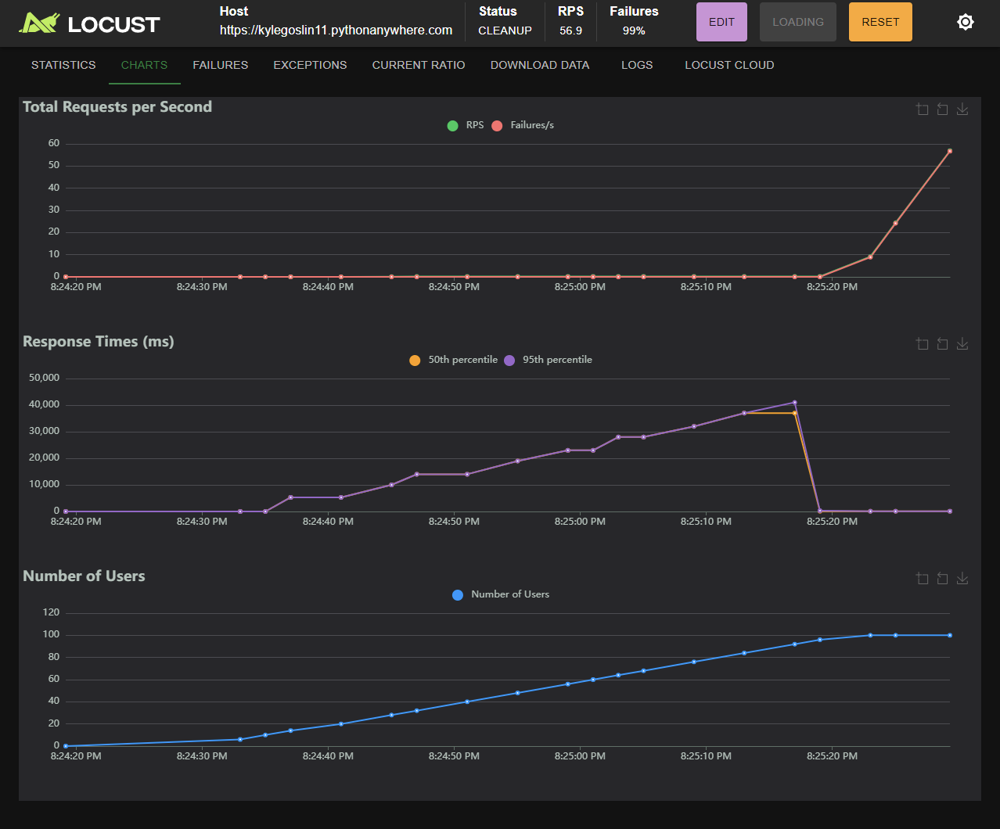 LOCUST
Host
https://kylegoslin11.pythonanywhere.com
Status
CLEANUP
RPS
56.9
Failures
99%
EDIT
LOADING
RESET
STATISTICS CHARTS FAILURES EXCEPTIONS CURRENT RATIO DOWNLOAD DATA LOGS LOCUST CLOUD
Total Requests per Second
RPS Failures/s
60
50
40
30
20
10
0
8:24:20 PM 8:24:30 PM 8:24:40 PM 8:24:50 PM 8:25:00 PM 8:25:10 PM 8:25:20 PM
Response Times (ms)
50th percentile 95th percentile
50,000
40,000
30,000
20,000
10,000
0
8:24:20 PM 8:24:30 PM 8:24:40 PM 8:24:50 PM 8:25:00 PM 8:25:10 PM 8:25:20 PM
Number of Users
Number of Users
120
100
80
60
40
20
0
8:24:20 PM 8:24:30 PM 8:24:40 PM 8:24:50 PM 8:25:00 PM 8:25:10 PM 8:25:20 PM